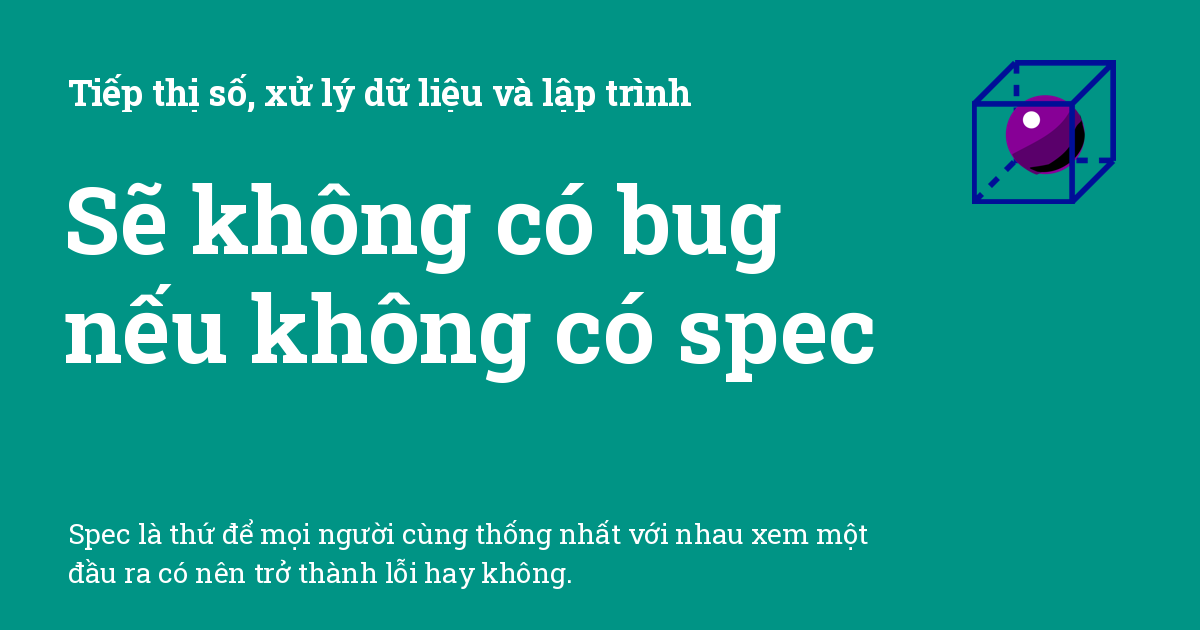 Tiếp thị số, xử lý dữ liệu và lập trình
Sẽ không có bug
nếu không có spec
Spec là thứ để mọi người cùng thống nhất với nhau xem một
đầu ra có nên trở thành lỗi hay không.